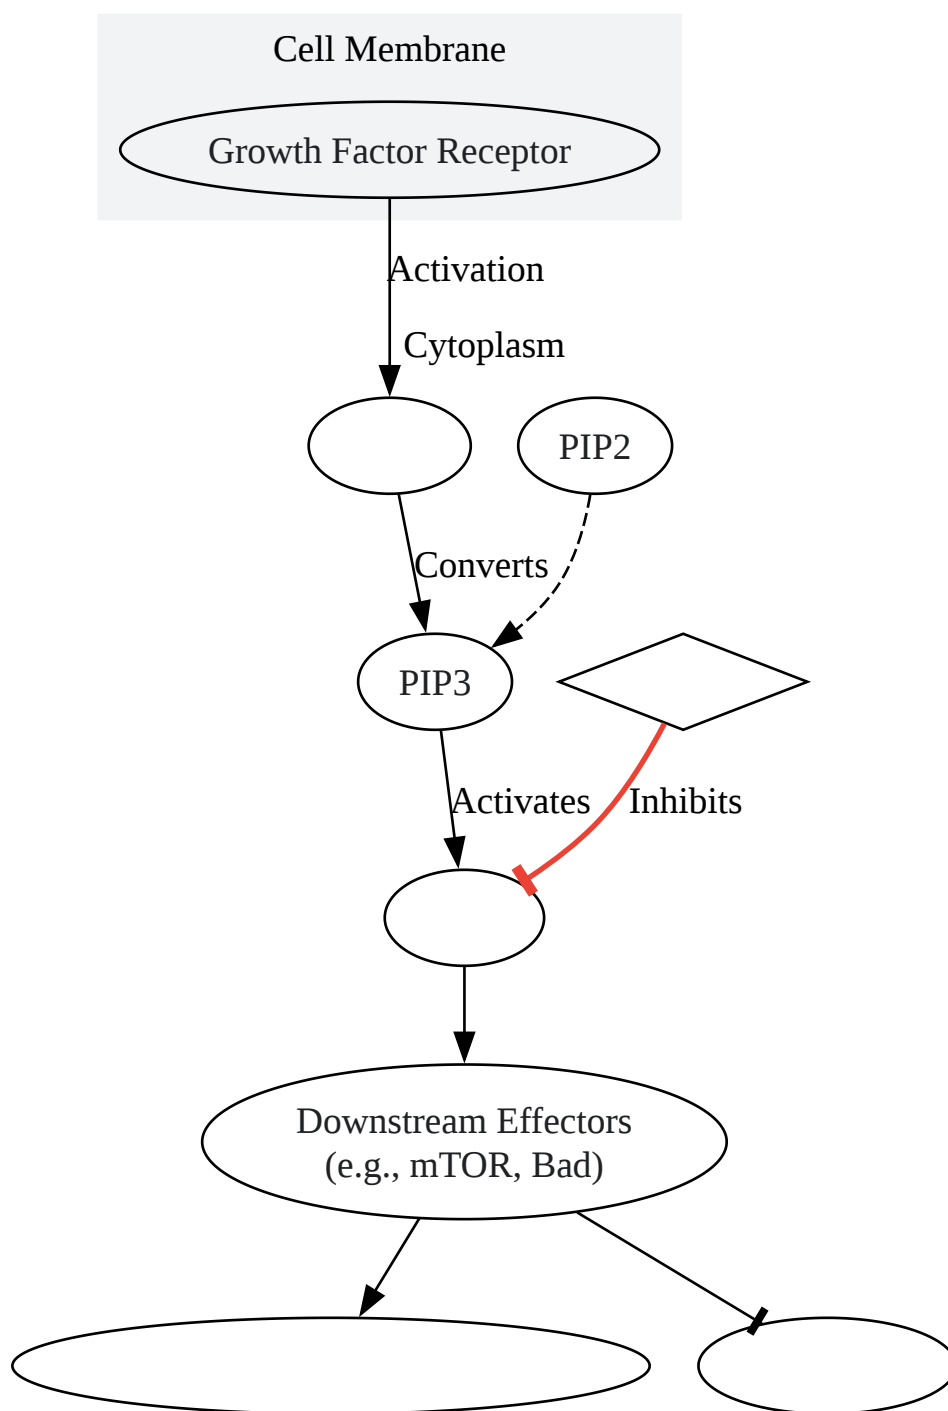 Cell Membrane
Growth Factor Receptor
Activation
Cytoplasm
PIP2
Converts
PIP3
Activates
Inhibits
Downstream Effectors
(e.g., mTOR, Bad)